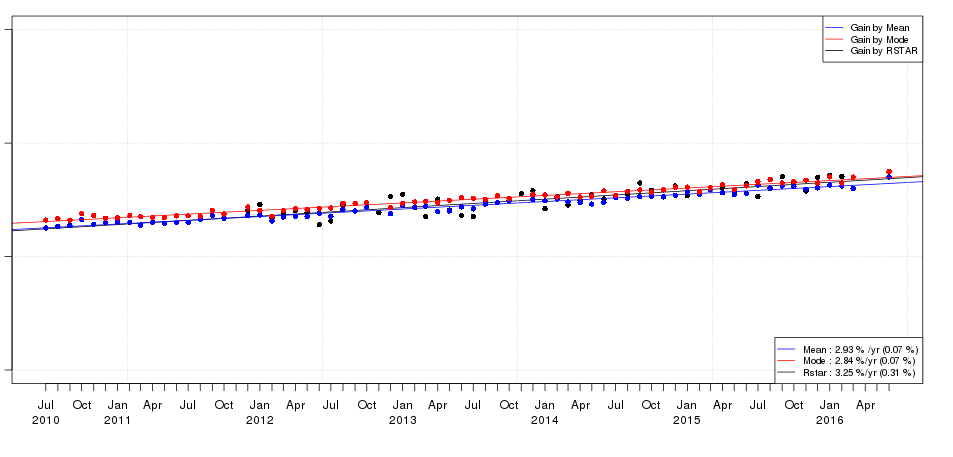 Gain by Mean
Gain by Mode
Gain by RSTAR
Mean : 2.93 % /yr (0.07 %)
Mode : 2.84 %/yr (0.07 %)
Rstar : 3.25 %/yr (0.31 %)
Jul Oct Jan Apr Jul Oct Jan Apr Jul Oct Jan Apr Jul Oct Jan Apr Jul Oct Jan Apr Jul Oct Jan Apr
2010 2011 2012 2013 2014 2015 2016